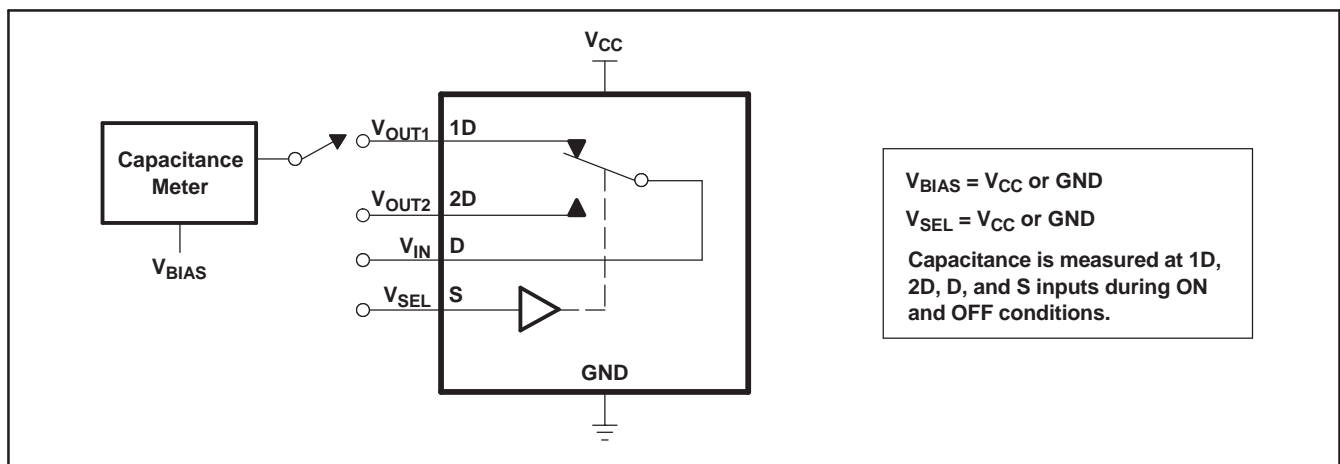 VCC
Capacitance
Meter
VBIAS
VOUT1 1D
VOUT2 2D
VIN D
VSEL S
GND
VBIAS = VCC or GND
VSEL = VCC or GND
Capacitance is measured at 1D,
2D, D, and S inputs during ON
and OFF conditions.